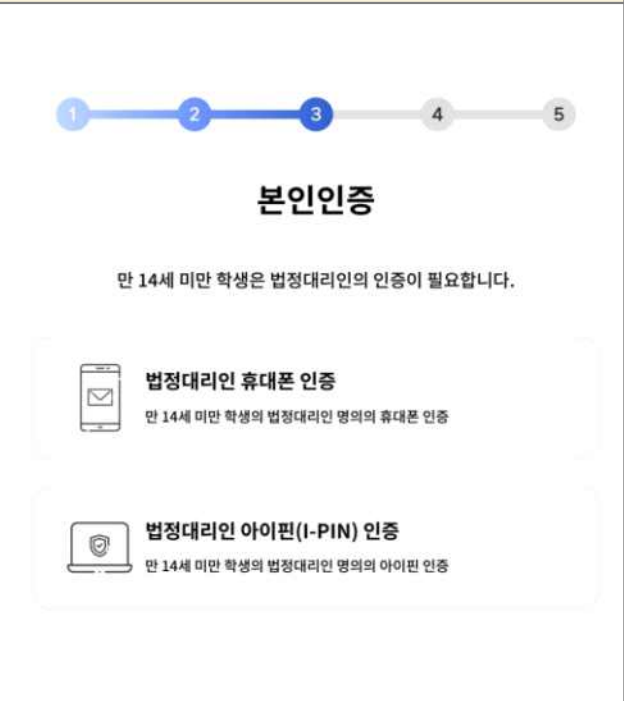 1 2 3 4 5
본인인증
만 14세 미만 학생은 법정대리인의 인증이 필요합니다.
법정대리인 휴대폰 인증
만 14세 미만 학생의 법정대리인 명의의 휴대폰 인증
법정대리인 아이핀(I-PIN) 인증
만 14세 미만 학생의 법정대리인 명의의 아이핀 인증